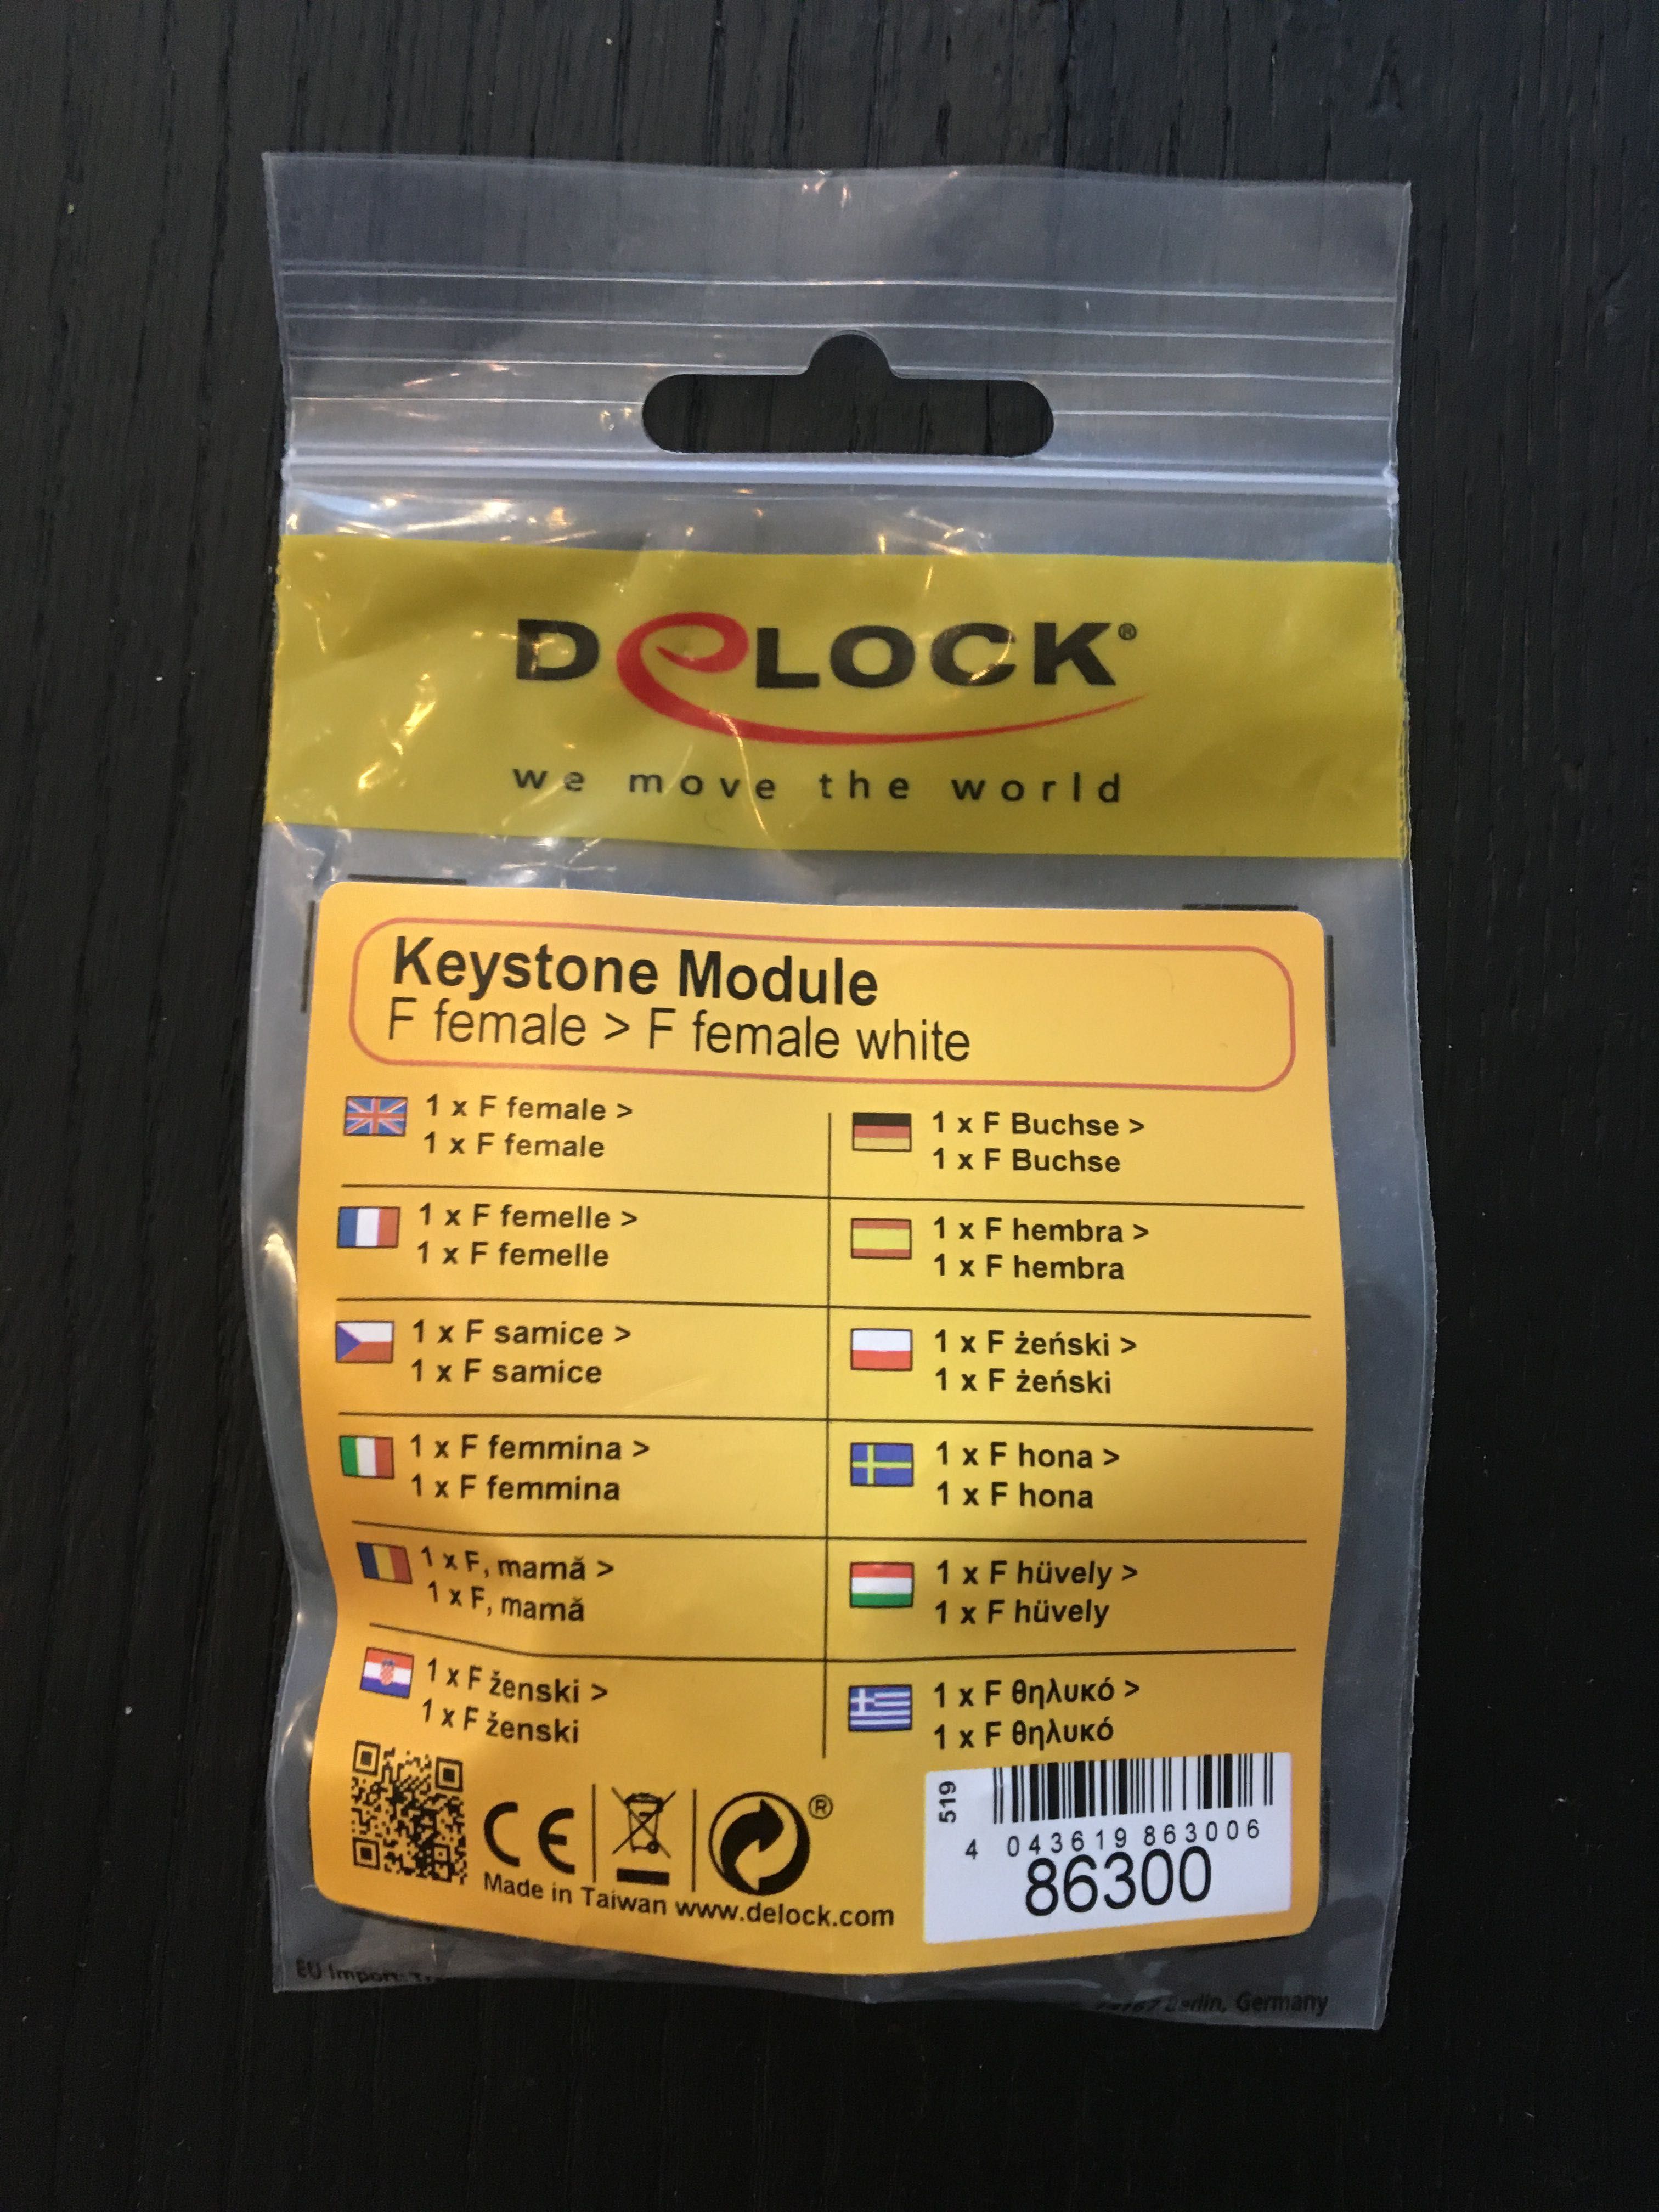 DeLOCK®
we move the world
Keystone Module
F female > F female white
1 x F female >
1 x F female
1 x F Buchse >
1 x F Buchse
1 x F femelle >
1 x F femelle
1 x F hembra >
1 x F hembra
1 x F samice >
1 x F samice
1 x F żeński >
1 x F żeński
1 x F femmina >
1 x F femmina
1 x F hona >
1 x F hona
1 x F, mamă >
1 x F, mamă
1 x F hüvely >
1 x F hüvely
1 x F ženski >
1 x F ženski
1 x F θηλυκό >
1 x F θηλυκό
CE
®
Made in Taiwan www.delock.com
519
4 043619 863006
86300
EU Import:
Berlin, Germany